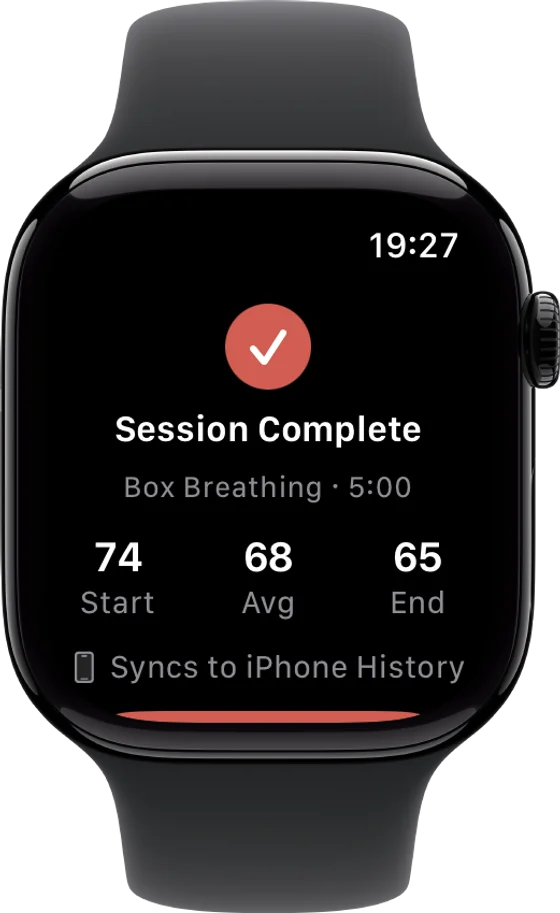 19:27
Session Complete
Box Breathing · 5:00
74 68 65
Start Avg End
Syncs to iPhone History